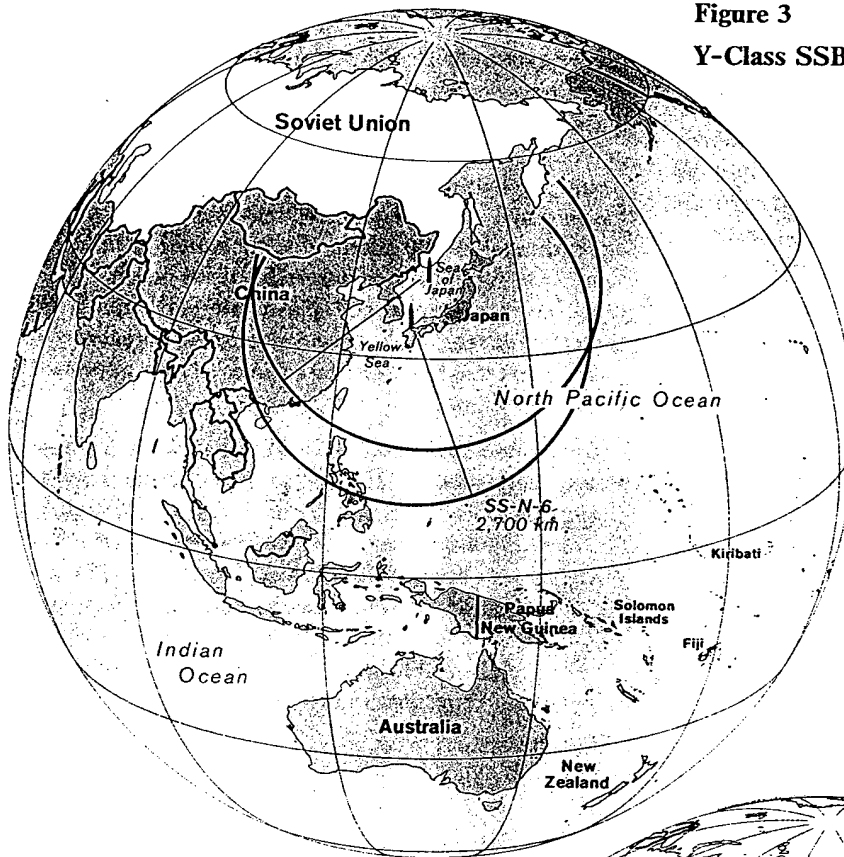 Figure 3
Y-Class SSB
Soviet Union
China
Sea
of
Japan
Japan
Yellow
Sea
North Pacific Ocean
SS-N-6
2,700 km
Kiribati
Papua
New Guinea
Solomon
Islands
Fiji
Indian
Ocean
Australia
New
Zealand